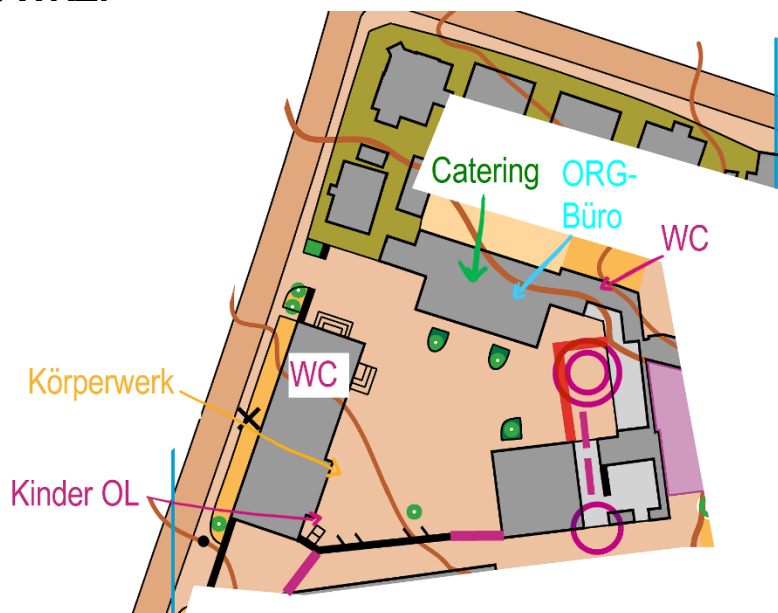 Catering
ORG-
Büro
WC
WC
Körperwerk
Kinder OL